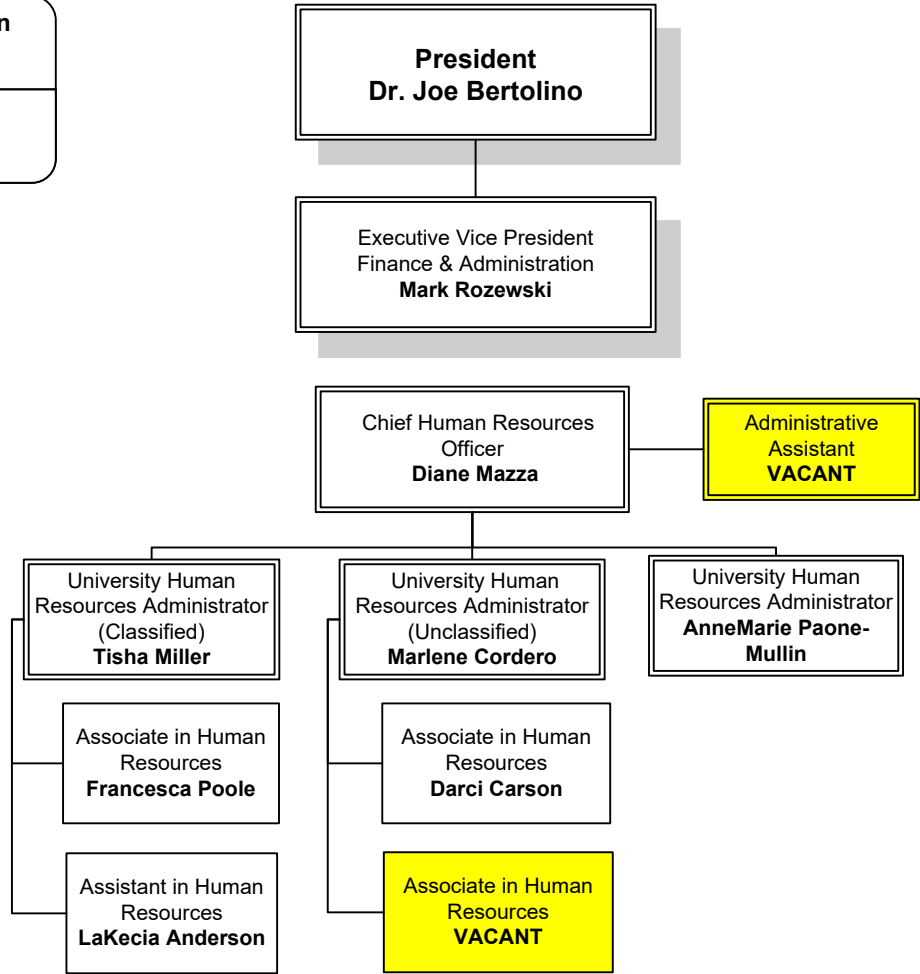 n
President
Dr. Joe Bertolino
Executive Vice President
Finance & Administration
Mark Rozewski
Chief Human Resources
Officer
Diane Mazza
Administrative
Assistant
VACANT
University Human
Resources Administrator
(Classified)
Tisha Miller
University Human
Resources Administrator
(Unclassified)
Marlene Cordero
University Human
Resources Administrator
AnneMarie Paone-
Mullin
Associate in Human
Resources
Francesca Poole
Associate in Human
Resources
Darci Carson
Assistant in Human
Resources
LaKecia Anderson
Associate in Human
Resources
VACANT